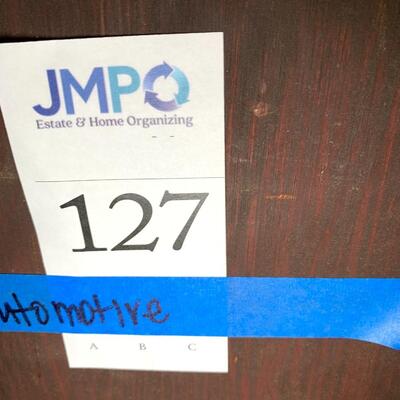 JMPO
Estate & Home Organizing
127
utomotive
A B C